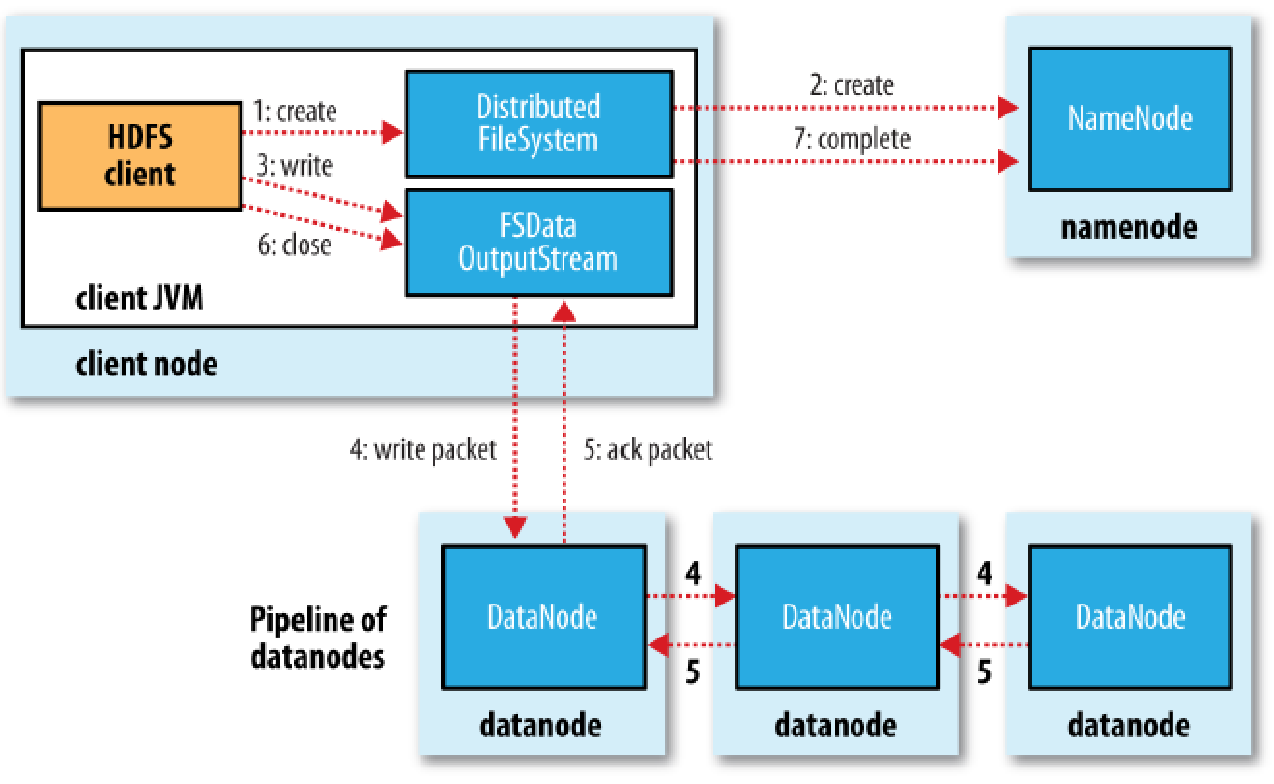 HDFS
client
1: create
3: write
6: close
Distributed
FileSystem
FSData
OutputStream
client JVM
client node
2: create
7: complete
NameNode
namenode
4: write packet
5: ack packet
Pipeline of
datanodes
DataNode
datanode
4
5
DataNode
datanode
4
5
DataNode
datanode